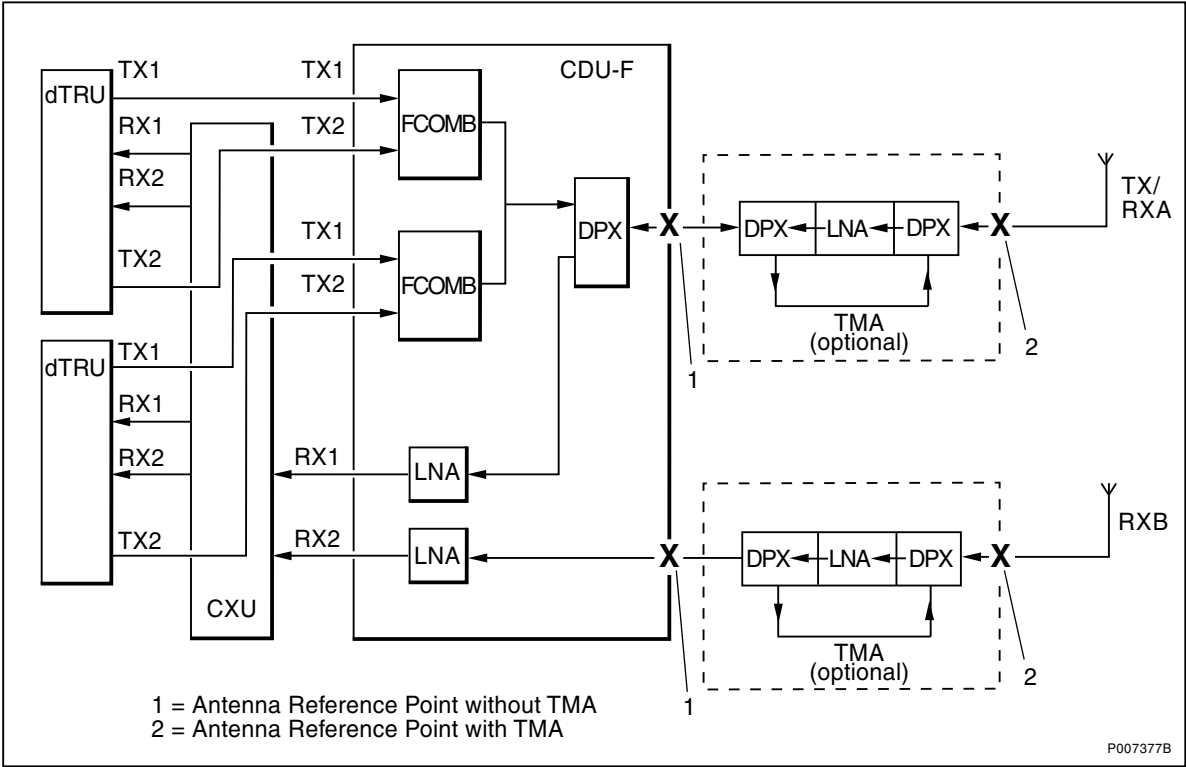 TX1
TX1
CDU-F
dTRU
RX1
TX2
FCOMB
RX2
TX/
RXA
TX2
TX1
DPX
X
DPX
LNA
DPX
X
TX2
FCOMB
TMA
(optional)
2
1
dTRU
TX1
RX1
RX2
RX1
LNA
RXB
TX2
RX2
LNA
X
DPX
LNA
DPX
X
CXU
TMA
(optional)
2
1
1 = Antenna Reference Point without TMA
2 = Antenna Reference Point with TMA
P007377B